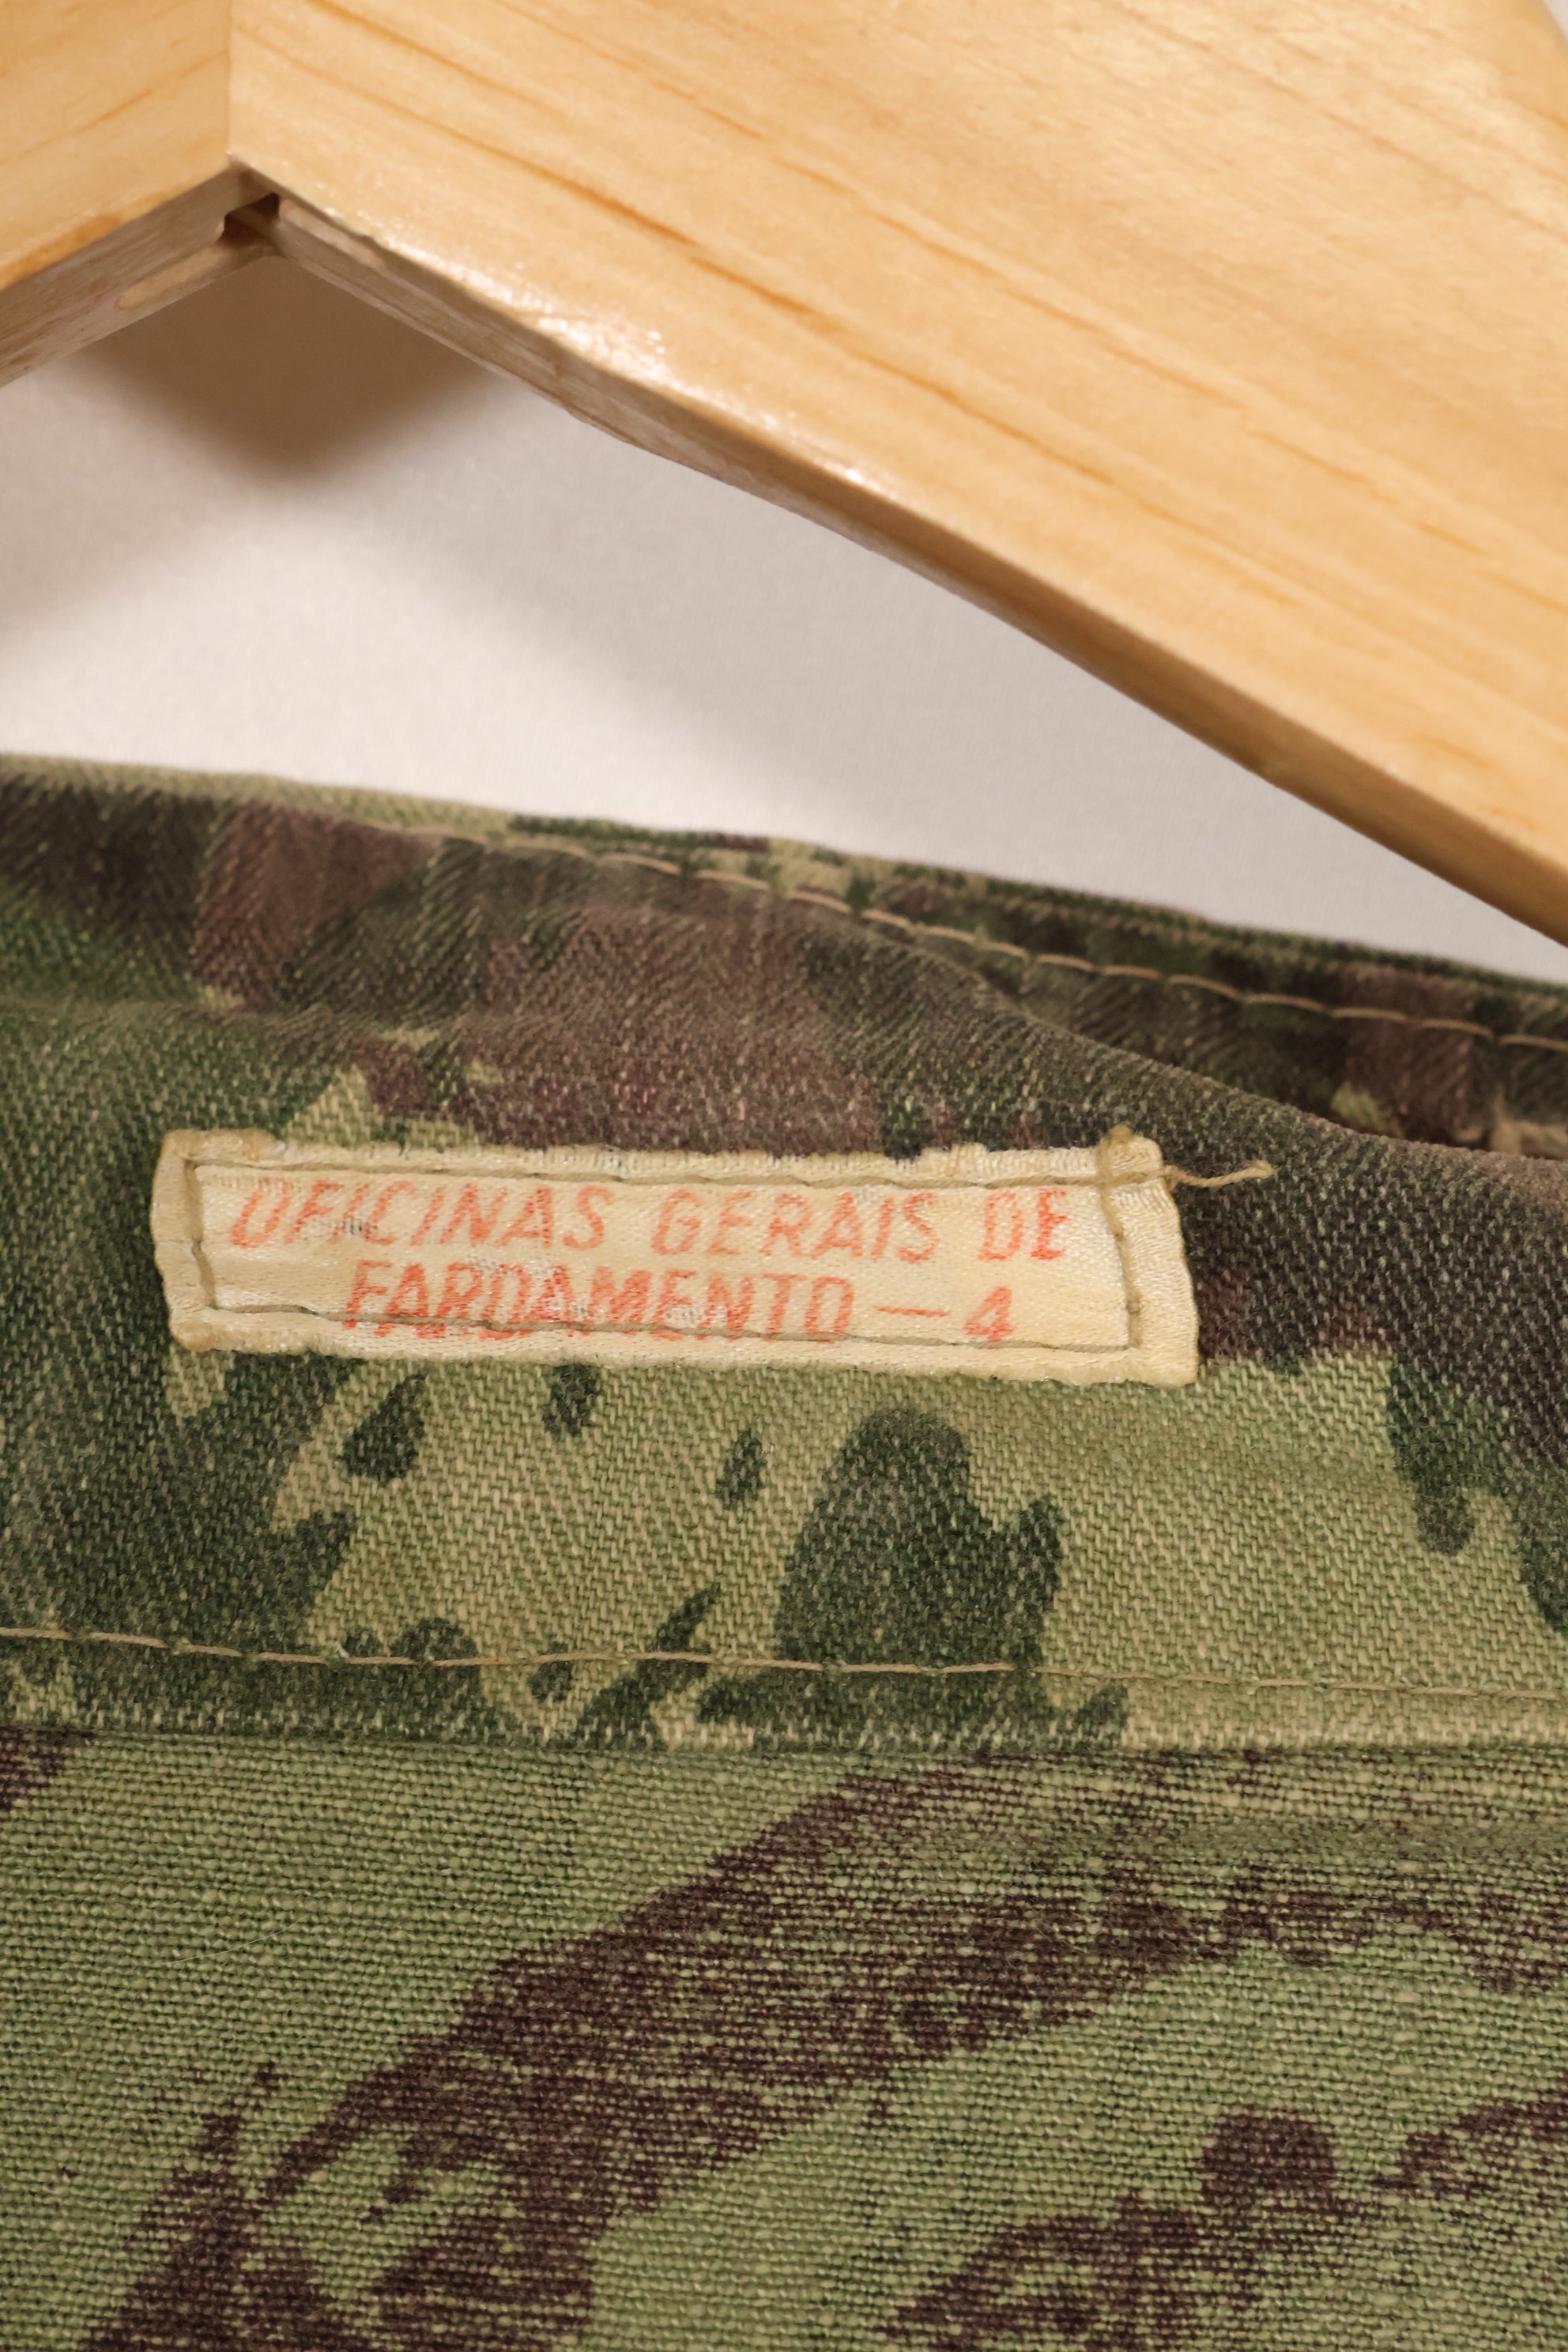 OFICINAS GERAIS DE
FARDAMENTO — 4